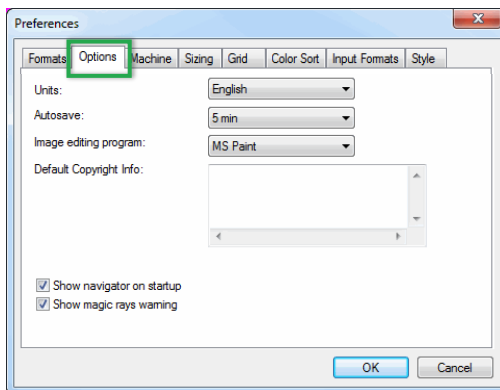 Preferences
Formats Options Machine Sizing Grid Color Sort Input Formats Style
Units: English
Autosave: 5 min
Image editing program: MS Paint
Default Copyright Info:
Show navigator on startup
Show magic rays warning
OK Cancel